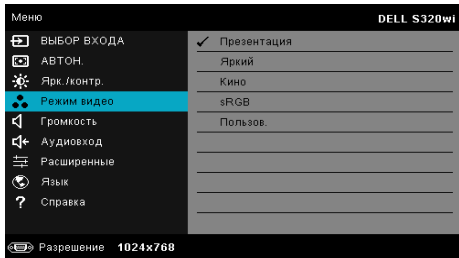 Меню DELL S320wi
ВЫБОР ВХОДА
АВТОН.
Ярк./контр.
Режим видео
Громкость
Аудиовход
Расширенные
Язык
? Справка
✓ Презентация
Яркий
Кино
sRGB
Пользов.
Разрешение 1024x768